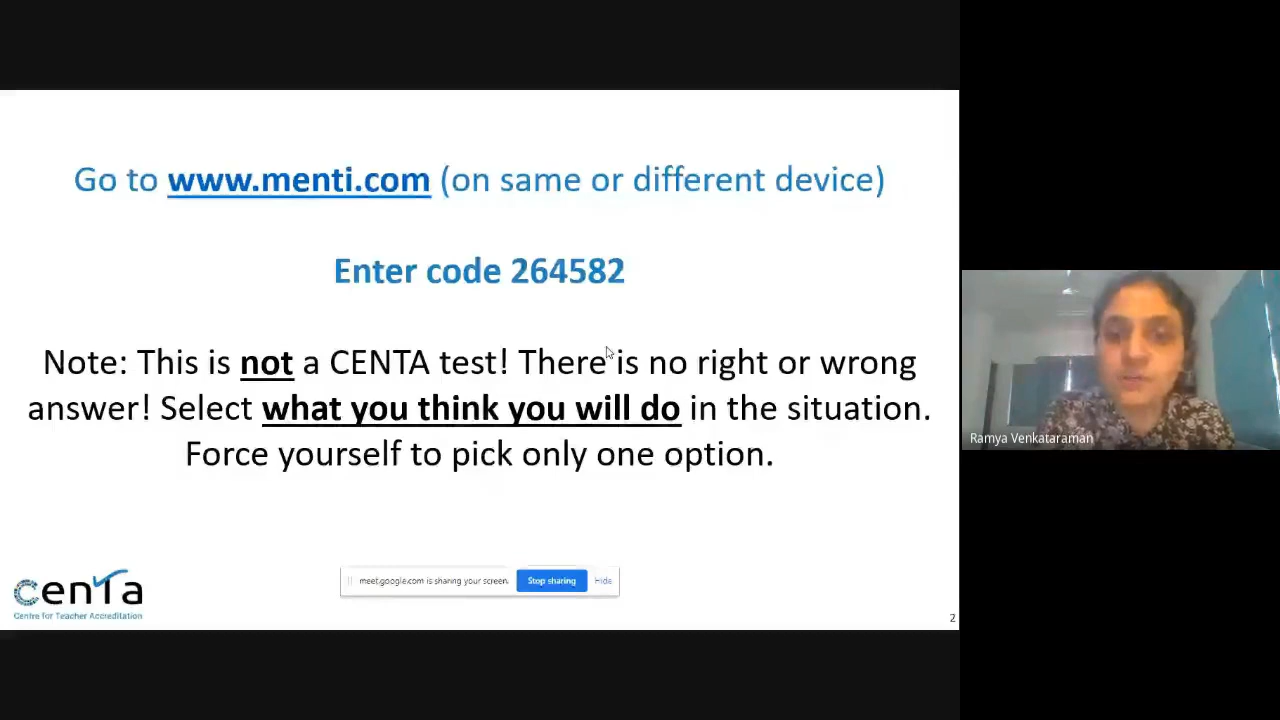 Go to www.menti.com (on same or different device)
Enter code 264582
Note: This is not a CENTA test! There is no right or wrong
answer! Select what you think you will do in the situation.
Force yourself to pick only one option.
Ramya Venkataraman
meet.google.com is sharing your screen. Stop sharing Hide
cenTa
Centre for Teacher Accreditation
2